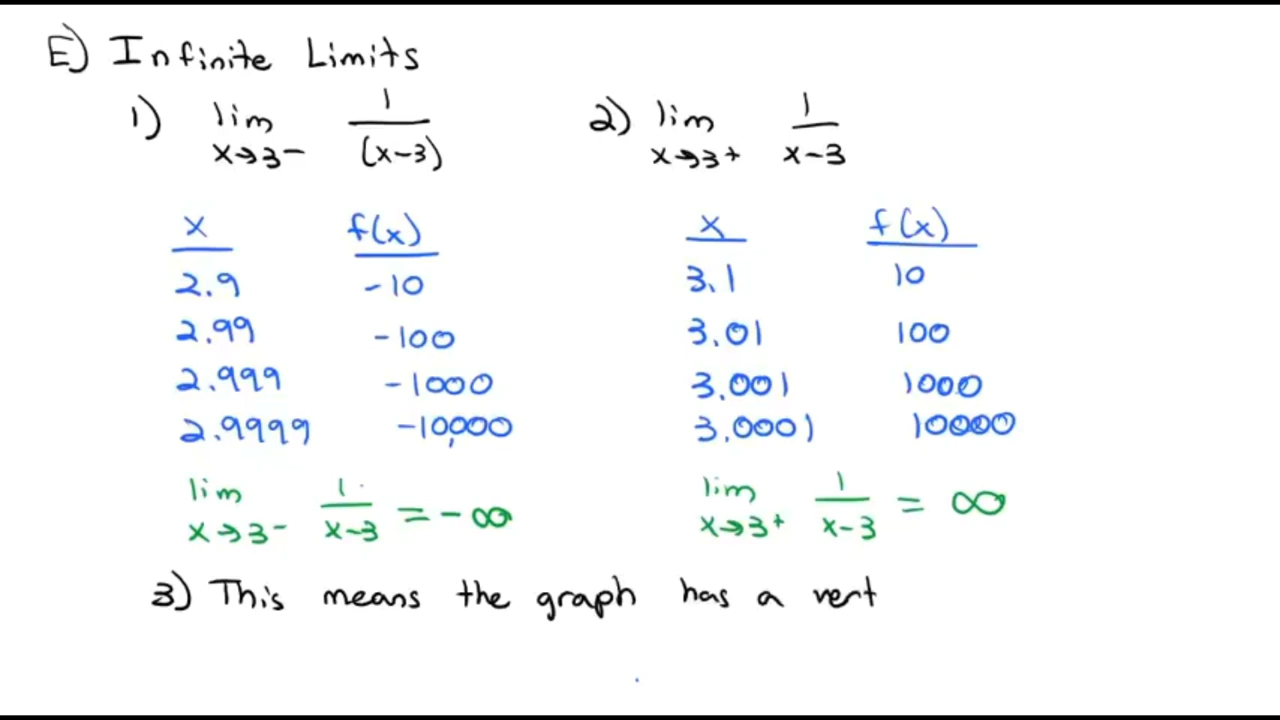 E) Infinite Limits
1) lim x→3⁻ 1/(x-3) 2) lim x→3⁺ 1/x-3
x f(x) x f(x)
2.9 -10 3.1 10
2.99 -100 3.01 100
2.999 -1000 3.001 1000
2.9999 -10,000 3.0001 10000
lim x→3⁻ 1/x-3 = -∞ lim x→3⁺ 1/x-3 = ∞
3) This means the graph has a vert